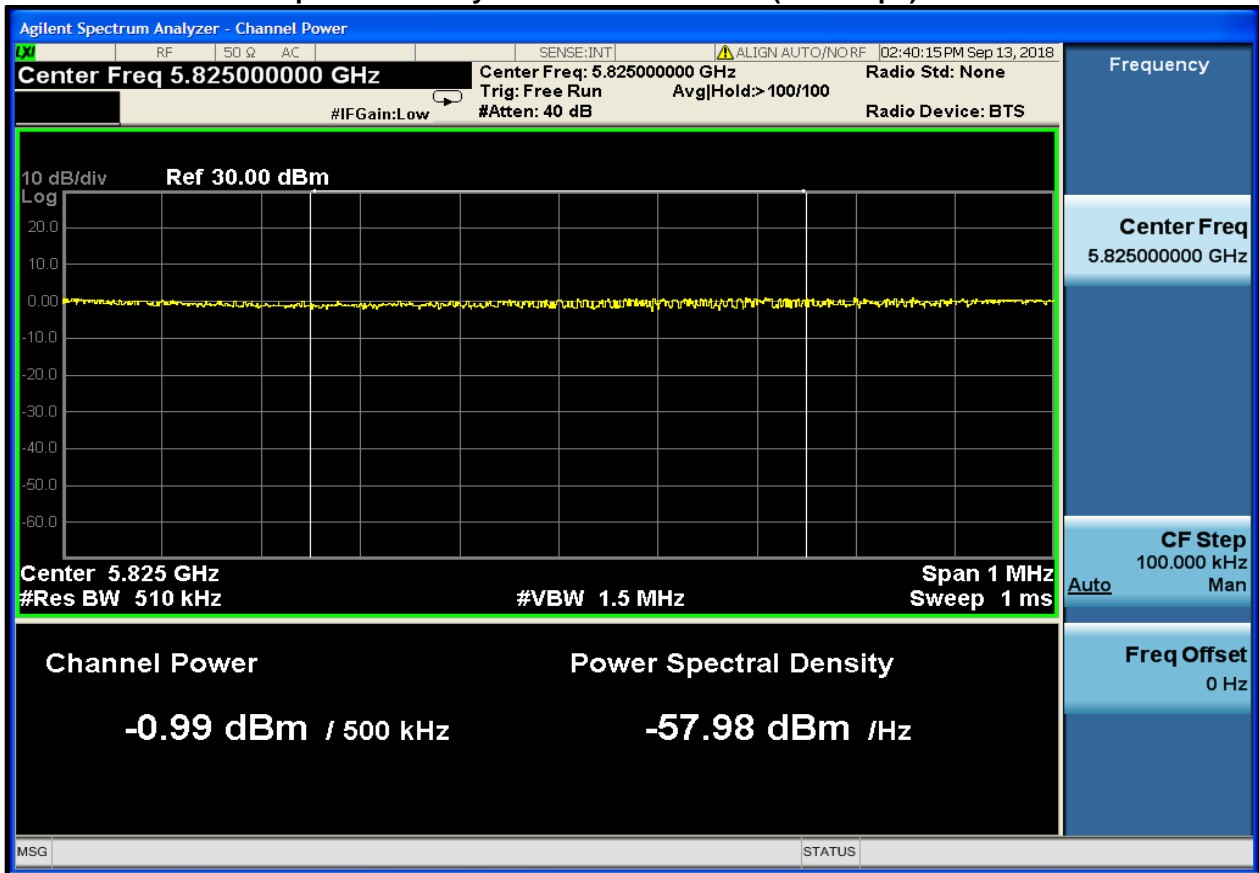 Agilent Spectrum Analyzer - Channel Power
LXI RF 50 Ω AC SENSE:INT ALIGN AUTO/NO RF 02:40:15 PM Sep 13, 2018
Center Freq 5.825000000 GHz
Center Freq: 5.825000000 GHz Radio Std: None
Trig: Free Run Avg|Hold:>100/100
#IFGain:Low #Atten: 40 dB Radio Device: BTS
10 dB/div Ref 30.00 dBm
Log
20.0
10.0
0.00
-10.0
-20.0
-30.0
-40.0
-50.0
-60.0
Center 5.825 GHz Span 1 MHz
#Res BW 510 kHz #VBW 1.5 MHz Sweep 1 ms
Channel Power Power Spectral Density
-0.99 dBm / 500 kHz -57.98 dBm /Hz
MSG STATUS
Frequency
Center Freq
5.825000000 GHz
CF Step
100.000 kHz
Auto Man
Freq Offset
0 Hz